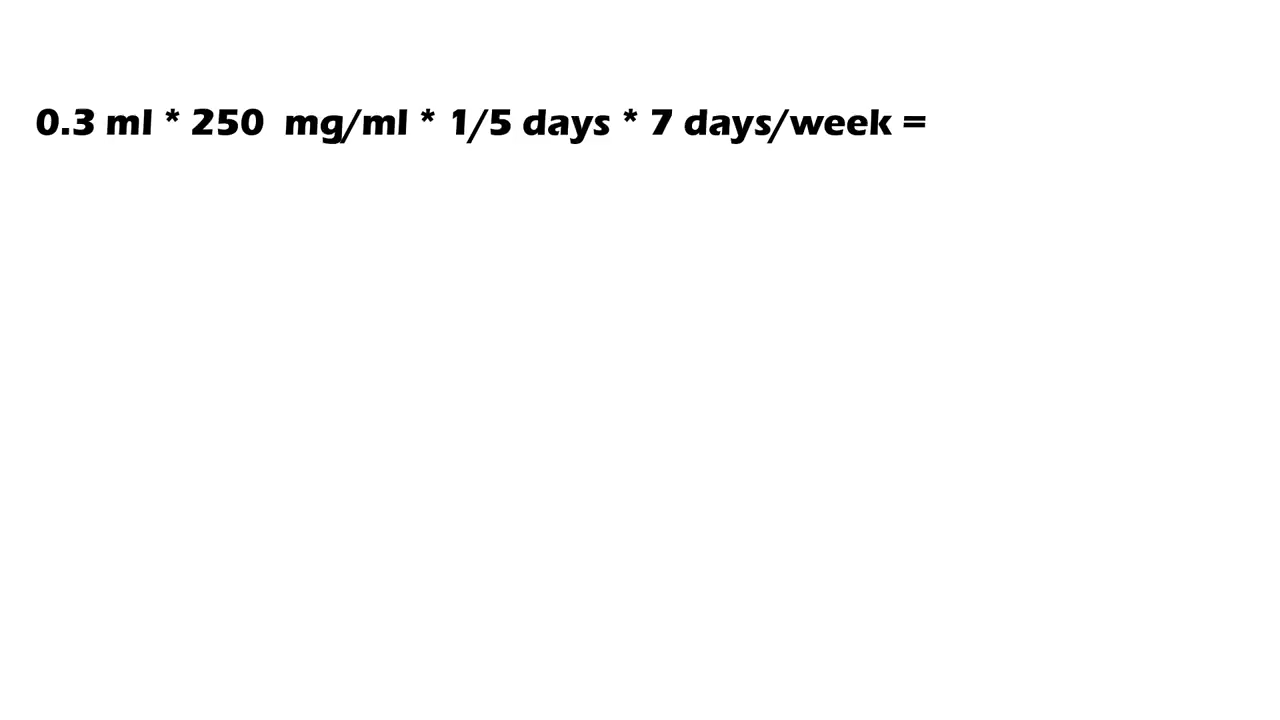 0.3 ml * 250 mg/ml * 1/5 days * 7 days/week =